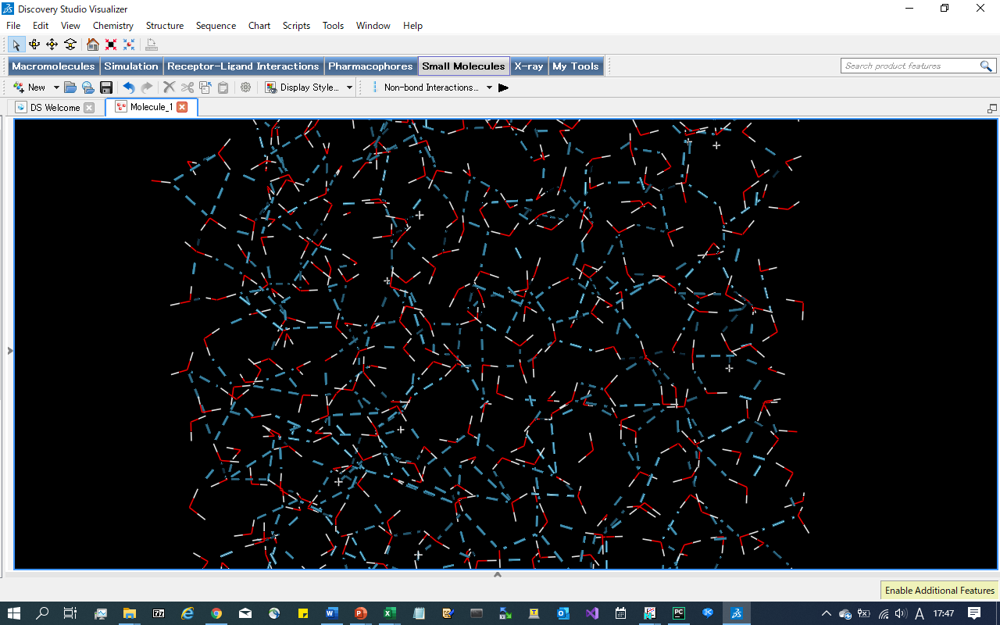 Discovery Studio Visualizer
File Edit View Chemistry Structure Sequence Chart Scripts Tools Window Help
Macromolecules Simulation Receptor-Ligand Interactions Pharmacophores Small Molecules X-ray My Tools
Search product features
New Display Style... Non-bond Interactions...
DS Welcome Molecule_1
Enable Additional Features
A 17:47